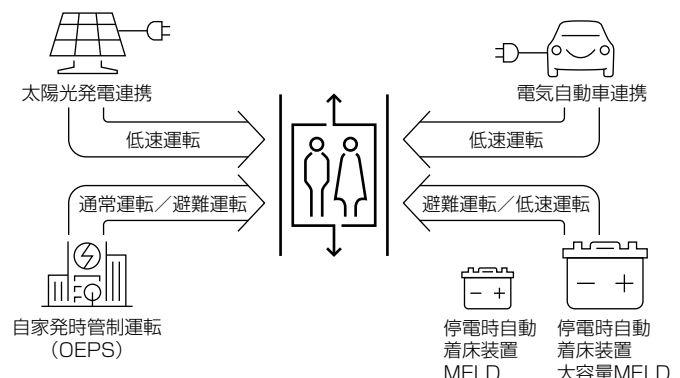 太陽光発電連携
電気自動車連携
低速運転
低速運転
通常運転／避難運転
避難運転／低速運転
自家発時管制運転
（OEPS）
停電時自動
着床装置
MELD
停電時自動
着床装置
大容量MELD